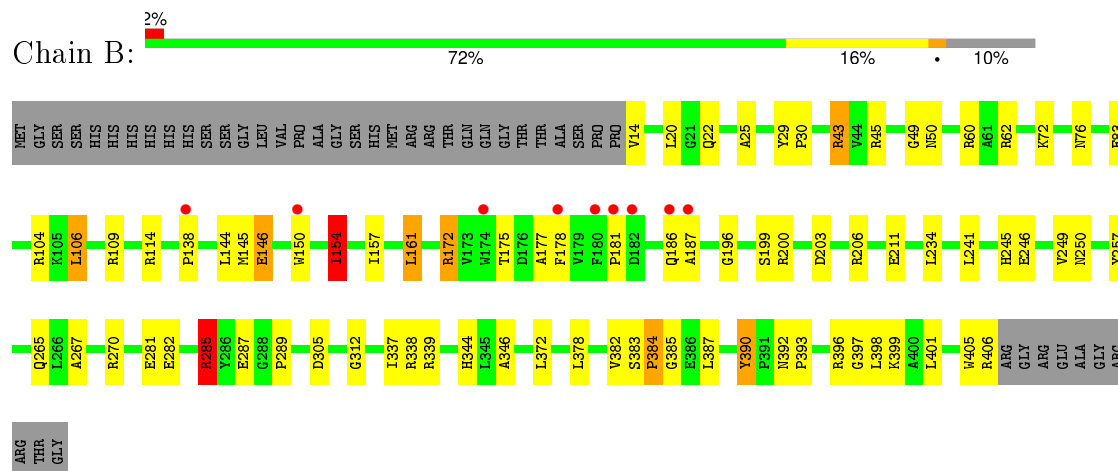 2%
Chain B:
72% 16% • 10%
MET GLY SER SER HIS HIS HIS HIS HIS HIS SER SER GLY LEU VAL PRO ALA GLY SER HIS MET ARG ARG THR GLN GLN GLY THR THR ALA SER PRO PRO V14 L20 G21 Q22 A25 Y29 P30 R43 V44 R45 G49 N50 R60 A61 R62 K72 N76
R104 K105 L106 R109 R114 P138 L144 M145 E146 W150 I154 I157 L161 R172 V173 W174 T175 D176 A177 F178 V179 F180 P181 D182 Q186 A187 G196 S199 R200 D203 R206 E211 L234 L241 H245 E246 V249 N250 Y257
Q265 L266 A267 R270 E281 E282 R285 Y286 E287 G288 P289 D305 G312 I337 R338 R339 H344 L345 A346 L372 L378 V382 S383 P384 G385 E386 L387 Y390 P391 N392 P393 R396 G397 L398 K399 A400 L401 W405 R406 ARG GLY ARG GLU ALA GLY ARG
ARG THR GLY